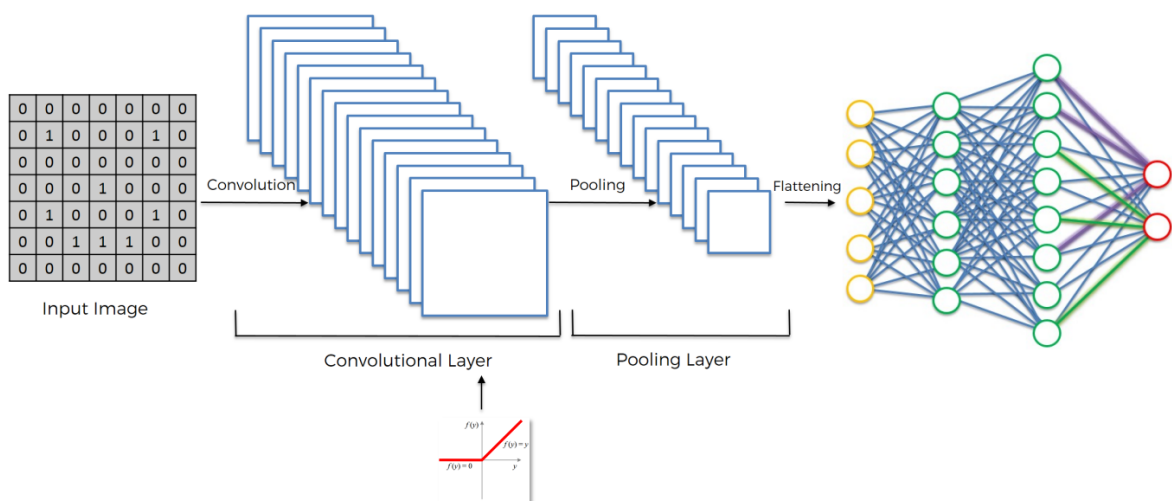 0 0 0 0 0 0 0
0 1 0 0 0 1 0
0 0 0 0 0 0 0
0 0 0 1 0 0 0
0 1 0 0 0 1 0
0 0 1 1 1 0 0
0 0 0 0 0 0 0
Input Image
Convolution
Pooling
Flattening
Convolutional Layer
Pooling Layer
f(y)
f(y)=y
f(y)=0
y